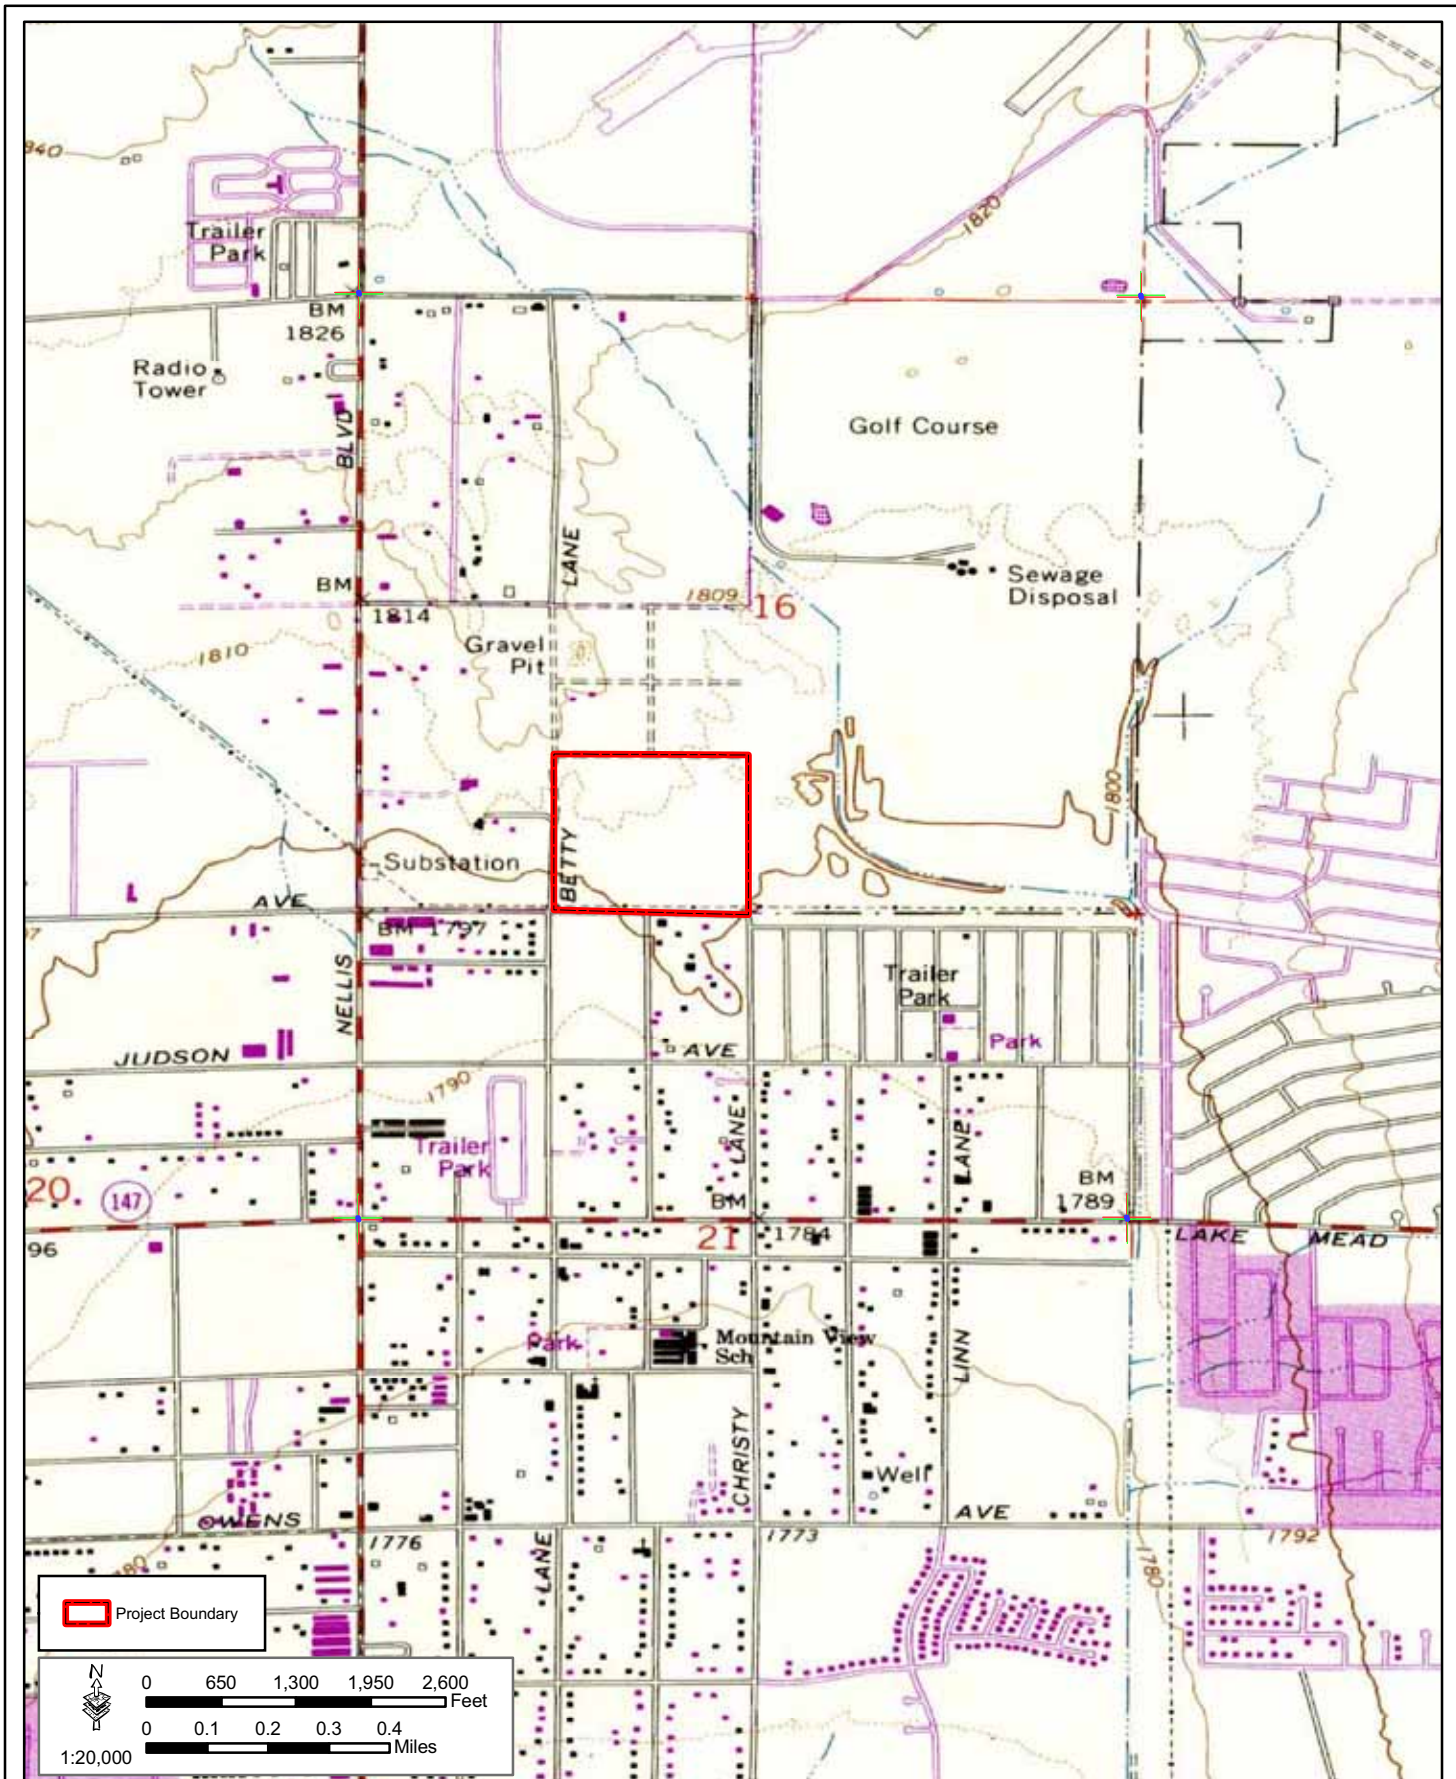 840
1820
Trailer
Park
BM
1826
Radio
Tower
BLVD
Golf Course
LANE
BM
1814
1809
16
Sewage
Disposal
Gravel
Pit
1810
1800
BETTY
Substation
AVE
BM 1797
NELLIS
Trailer
Park
Park
JUDSON
AVE
1790
Trailer
Park
LANE
LANE
BM
1789
BM
1784
20
147
96
21
LAKE MEAD
Park
Mountain View
Sch
LINN
CHRISTY
Well
OWENS
AVE
1776
1773
1792
LANE
780
1780
Project Boundary
N
0 650 1,300 1,950 2,600
Feet
0 0.1 0.2 0.3 0.4
Miles
1:20,000